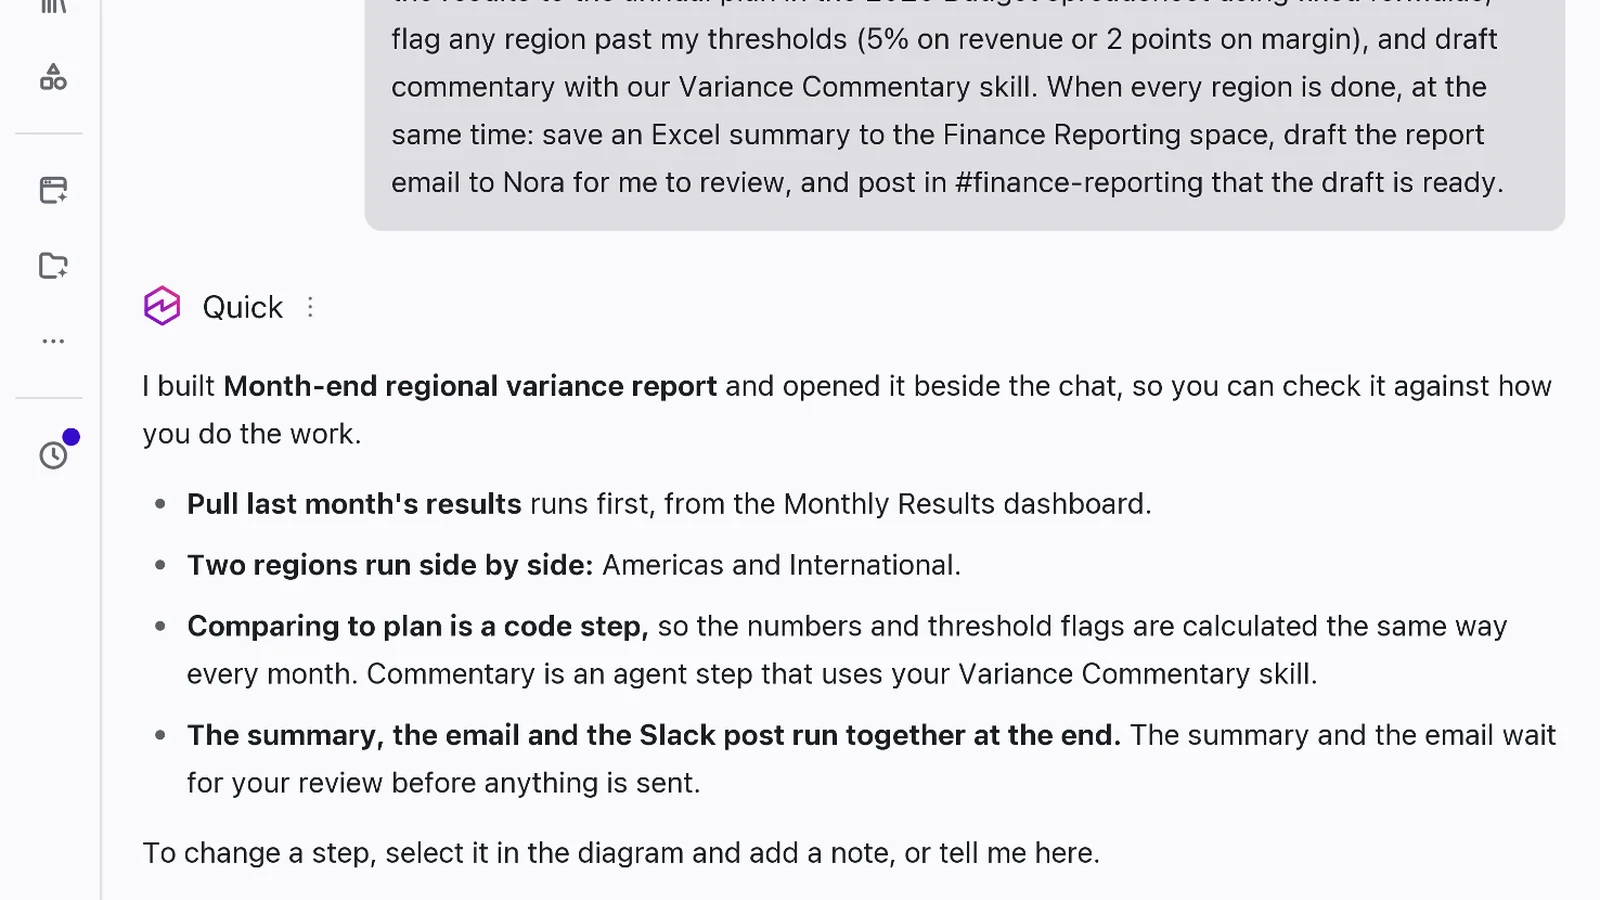 flag any region past my thresholds (5% on revenue or 2 points on margin), and draft
commentary with our Variance Commentary skill. When every region is done, at the
same time: save an Excel summary to the Finance Reporting space, draft the report
email to Nora for me to review, and post in #finance-reporting that the draft is ready.
Quick
I built Month-end regional variance report and opened it beside the chat, so you can check it against how
you do the work.
• Pull last month's results runs first, from the Monthly Results dashboard.
• Two regions run side by side: Americas and International.
• Comparing to plan is a code step, so the numbers and threshold flags are calculated the same way
every month. Commentary is an agent step that uses your Variance Commentary skill.
• The summary, the email and the Slack post run together at the end. The summary and the email wait
for your review before anything is sent.
To change a step, select it in the diagram and add a note, or tell me here.